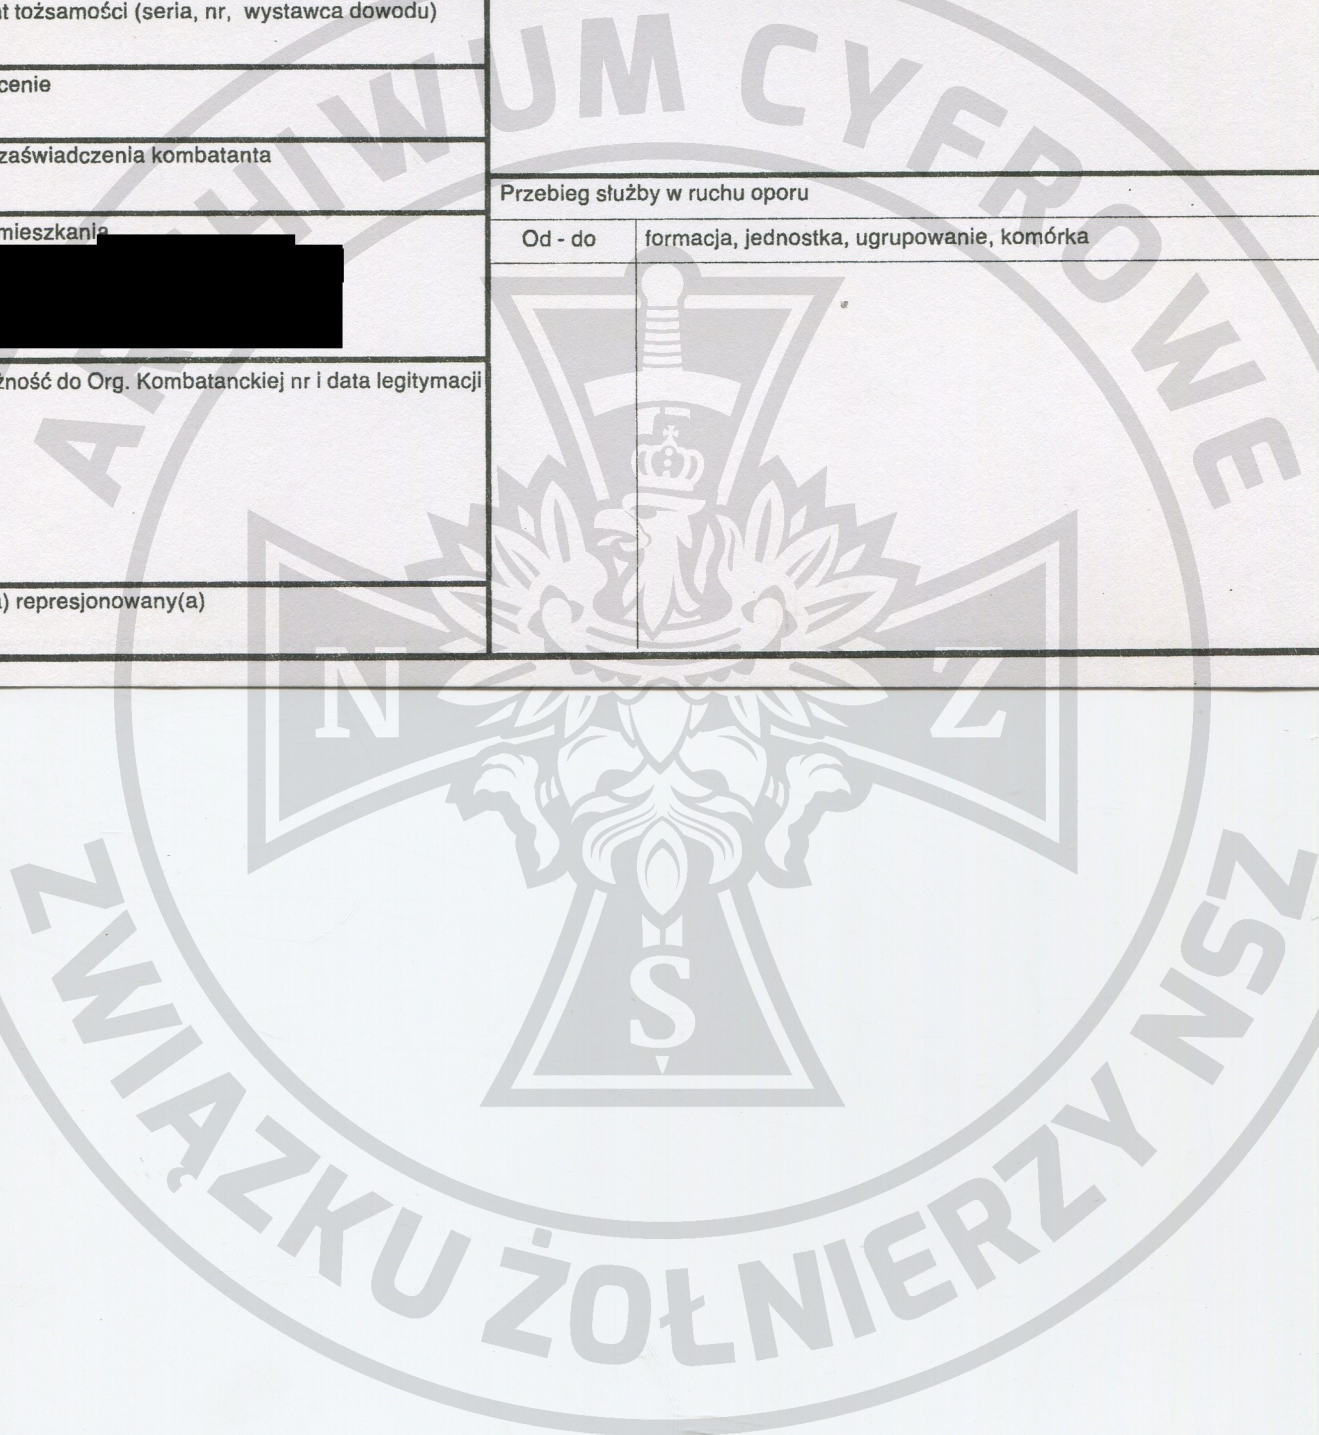 t tożsamości (seria, nr, wystawca dowodu)
cenie
zaświadczenia kombatanta
mieszkania
żność do Org. Kombatanckiej nr i data legitymacji
) represjonowany(a)
Przebieg służby w ruchu oporu
Od - do
formacja, jednostka, ugrupowanie, komórka
ARCHIWUM CYFROWE
N Z
S
ZWIĄZKU ŻOŁNIERZY NSZ